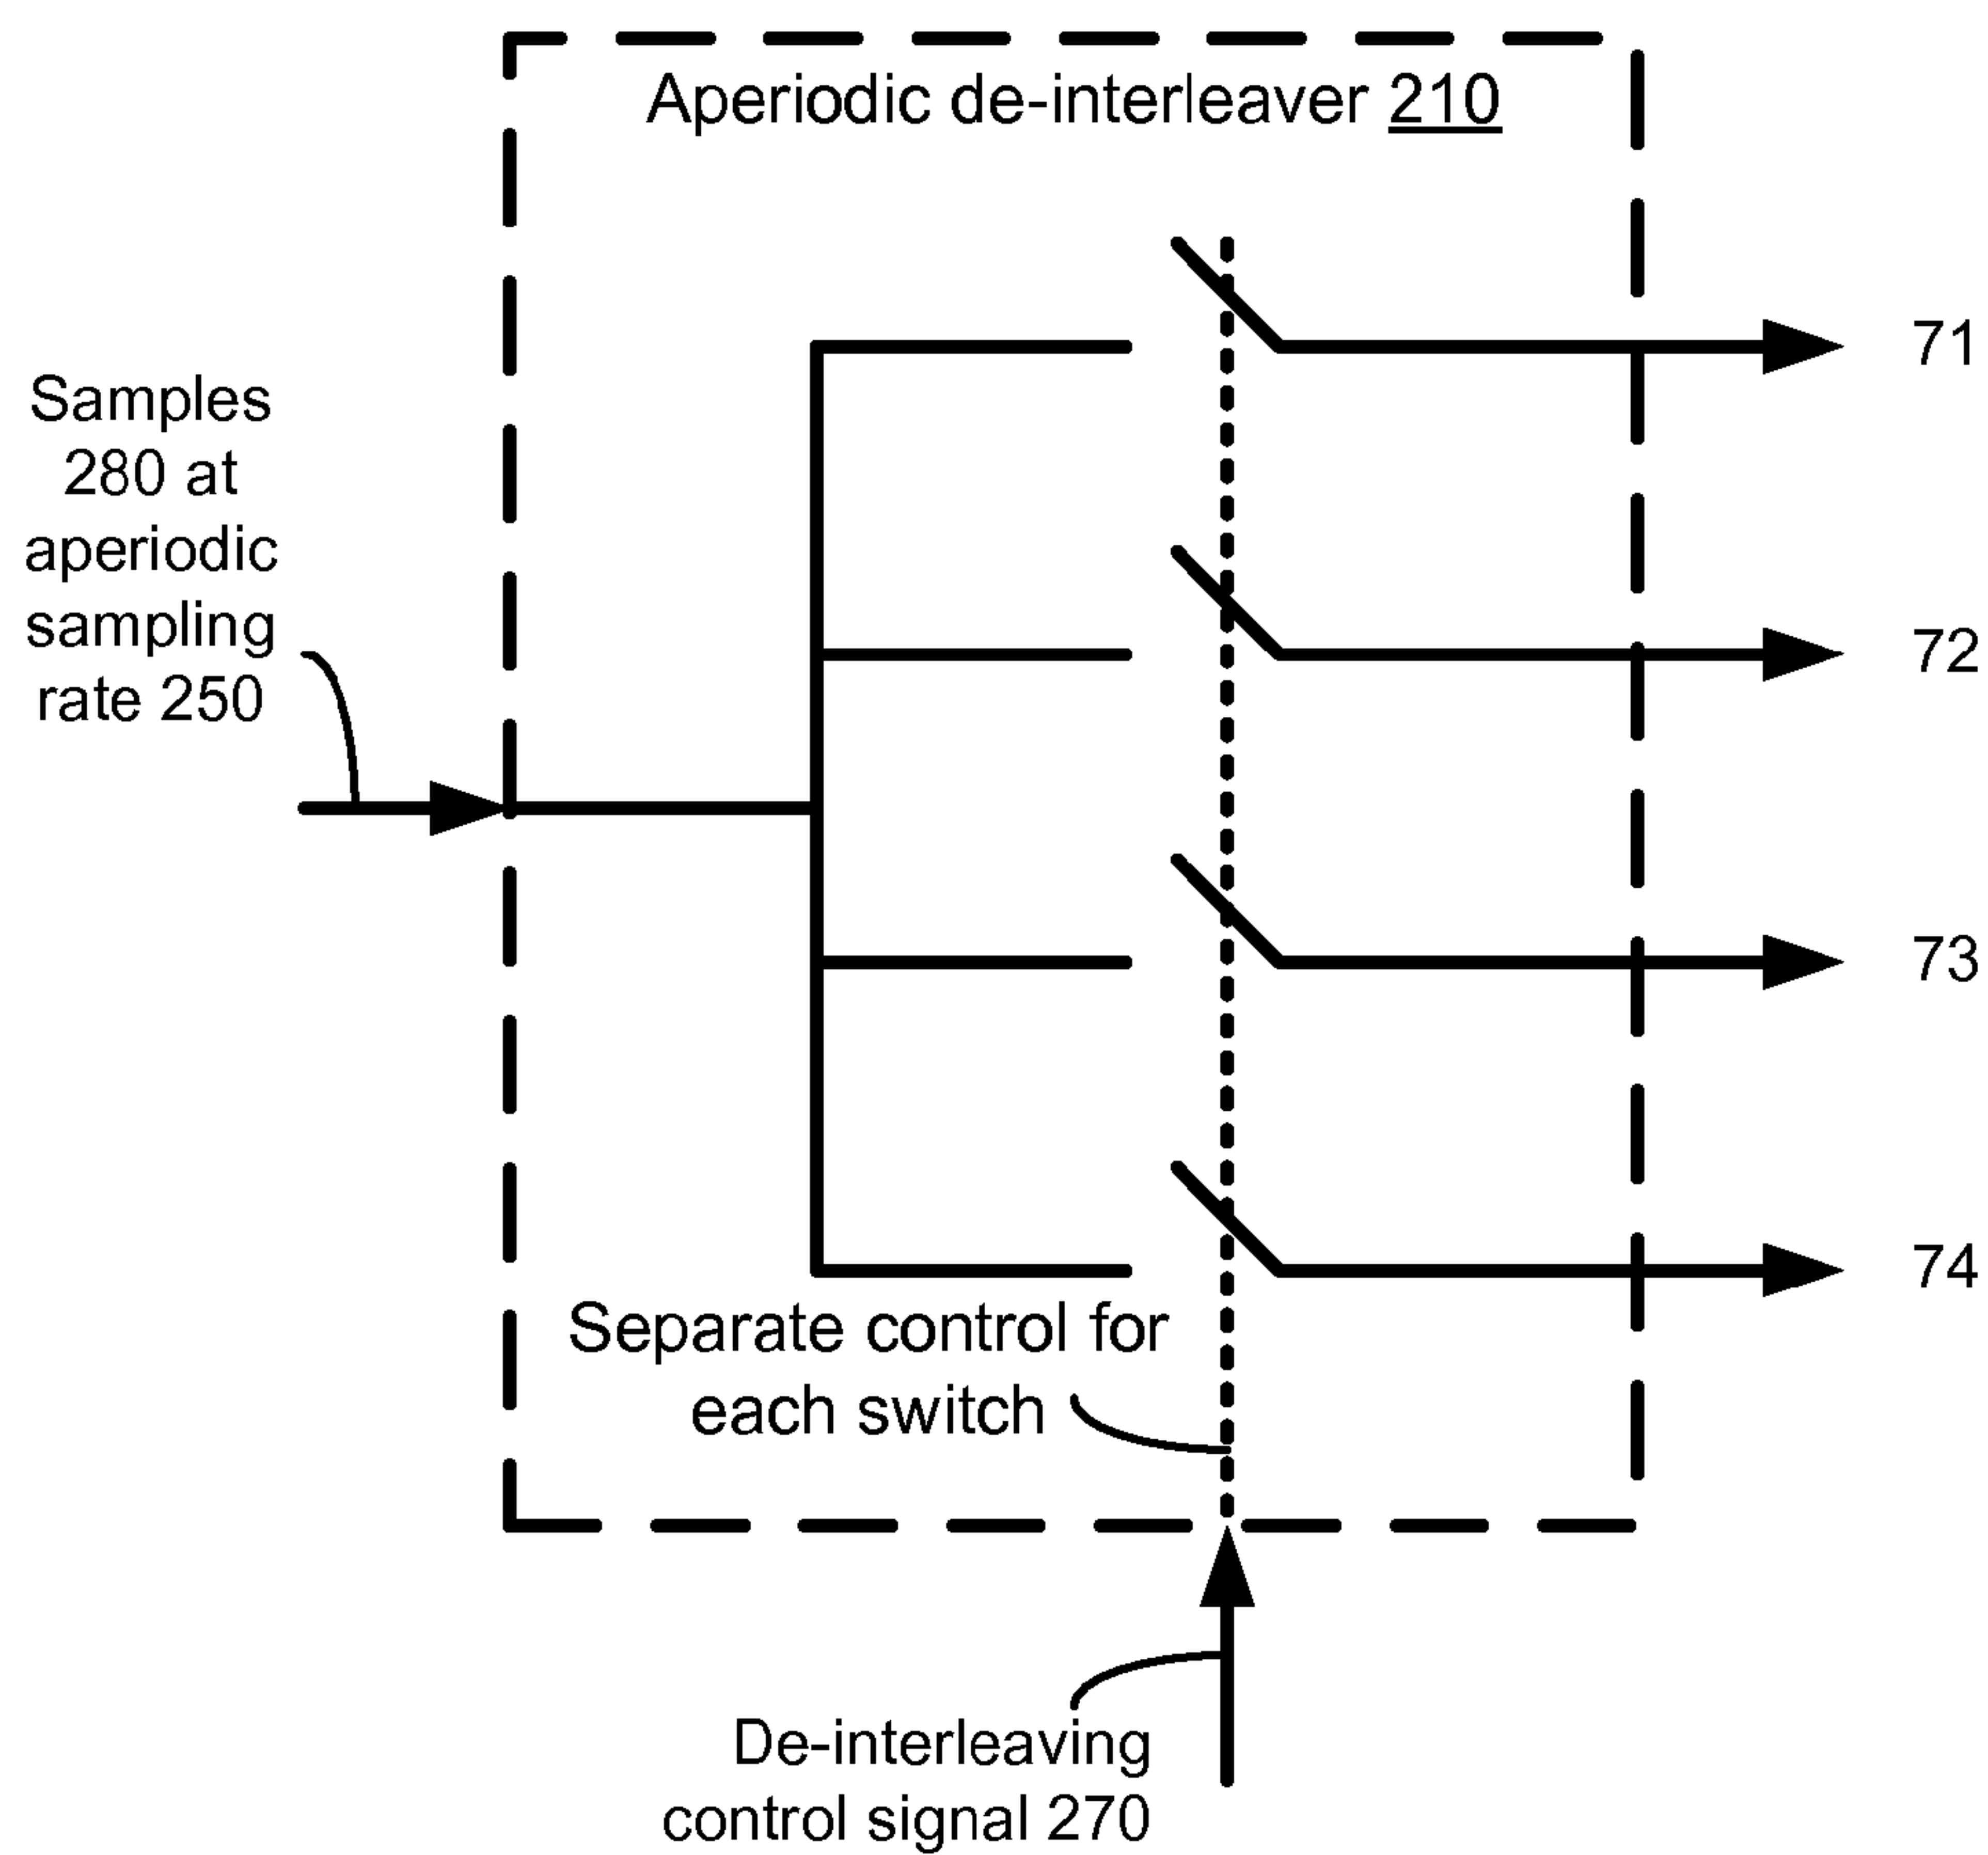 Aperiodic de-interleaver 210
Samples
280 at
aperiodic
sampling
rate 250
71
72
73
74
Separate control for
each switch
De-interleaving
control signal 270